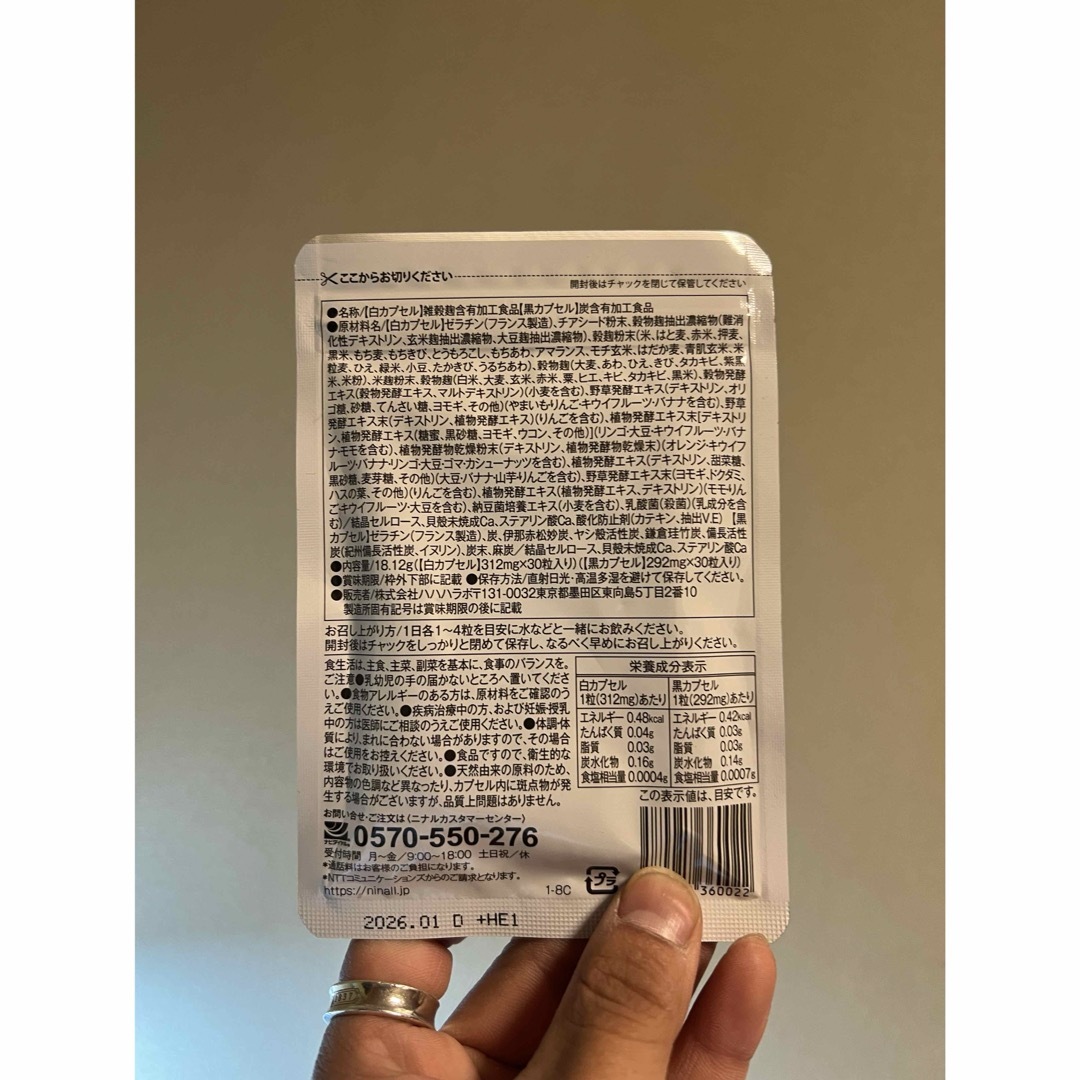 ここからお切りください
開封後はチャックを閉じて保管してください
●名称/【白カプセル】雑穀麹含有加工食品【黒カプセル】炭含有加工食品
●原材料名/【白カプセル】ゼラチン(フランス製造)、チアシード粉末、穀物麹抽出濃縮物(難消
化性デキストリン、玄米麹抽出濃縮物、大豆麹抽出濃縮物)、穀麹粉末(米、はと麦、赤米、押麦、
黒米、もち麦、もちきび、とうもろこし、もちあわ、アマランス、モチ玄米、はだか麦、青肌玄米、米
粒麦、ひえ、緑米、小豆、たかきび、うるちあわ)、穀物麹(大麦、あわ、ひえ、きび、タカキビ、紫黒
米、米粉)、米麹粉末、穀物麹(白米、大麦、玄米、赤米、粟、ヒエ、キビ、タカキビ、黒米)、穀物発酵
エキス(穀物発酵エキス、マルトデキストリン)(小麦を含む)、野草発酵エキス(デキストリン、オリ
ゴ糖、砂糖、てんさい糖、ヨモギ、その他)(やまいも・りんご・キウイフルーツ・バナナを含む)、野草
発酵エキス末(デキストリン、植物発酵エキス)(りんごを含む)、植物発酵エキス末[デキストリ
ン、植物発酵エキス(糖蜜、黒砂糖、ヨモギ、ウコン、その他)](リンゴ・大豆・キウイフルーツ・バナ
ナ・モモを含む)、植物発酵物乾燥粉末(デキストリン、植物発酵物乾燥末)(オレンジ・キウイフ
ルーツ・バナナ・リンゴ・大豆・ゴマ・カシューナッツを含む)、植物発酵エキス(デキストリン、甜菜糖、
黒砂糖、麦芽糖、その他)(大豆・バナナ・山芋・りんごを含む)、野草発酵エキス末(ヨモギ、ドクダミ、
ハスの葉、その他)(りんごを含む)、植物発酵エキス(植物発酵エキス、デキストリン)(モモ・りん
ご・キウイフルーツ・大豆を含む)、納豆菌培養エキス(小麦を含む)、乳酸菌(殺菌)(乳成分を含
む)/結晶セルロース、貝殻末焼成Ca、ステアリン酸Ca、酸化防止剤(カテキン、抽出V.E)【黒
カプセル】ゼラチン(フランス製造)、炭、伊那赤松妙炭、ヤシ殻活性炭、鎌倉珪竹炭、備長活性
炭(紀州備長活性炭、イヌリン)、炭末、麻炭/結晶セルロース、貝殻末焼成Ca、ステアリン酸Ca
●内容量/18.12g(【白カプセル】312mg×30粒入り)(【黒カプセル】292mg×30粒入り)
●賞味期限/枠外下部に記載 ●保存方法/直射日光・高温多湿を避けて保存してください。
●販売者/株式会社ハハハラボ〒131-0032東京都墨田区東向島5丁目2番10
製造所固有記号は賞味期限の後に記載
お召し上がり方/1日各1〜4粒を目安に水などと一緒にお飲みください。
開封後はチャックをしっかりと閉めて保存し、なるべく早めにお召し上がりください。
食生活は、主食、主菜、副菜を基本に、食事のバランスを。
ご注意●乳幼児の手の届かないところへ置いてくださ
い。●食物アレルギーのある方は、原材料をご確認のう
えご使用ください。●疾病治療中の方、および妊娠・授乳
中の方は医師にご相談のうえご使用ください。●体調・体
質により、まれに合わない場合がありますので、その場合
はご使用をお控えください。●食品ですので、衛生的な
環境でお取り扱いください。●天然由来の原料のため、
内容物の色調など異なったり、カプセル内に斑点物が発
生する場合がございますが、品質上問題はありません。
栄養成分表示
白カプセル 黒カプセル
1粒(312mg)あたり 1粒(292mg)あたり
エネルギー 0.48kcal エネルギー 0.42kcal
たんぱく質 0.04g たんぱく質 0.03g
脂質 0.03g 脂質 0.03g
炭水化物 0.16g 炭水化物 0.14g
食塩相当量 0.0004g 食塩相当量 0.0007g
この表示値は、目安です。
お問い合せ・ご注文は〈ニナルカスタマーセンター〉
0570-550-276
受付時間 月〜金/9:00〜18:00 土日祝/休
*通話料はお客様のご負担になります。
*NTTコミュニケーションズからのご請求となります。
https://ninall.jp
1-8C
プラ
360022
2026.01 D +HE1